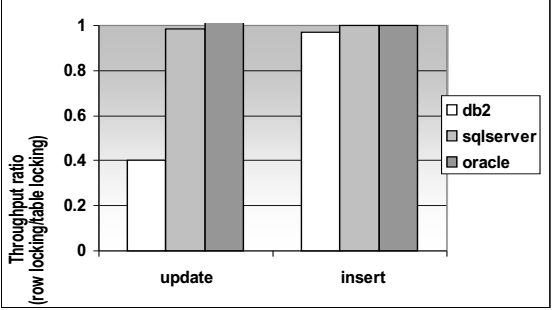 Throughput ratio
(row locking/table locking)
1
0.8
0.6
0.4
0.2
0
update insert
db2
sqlserver
oracle